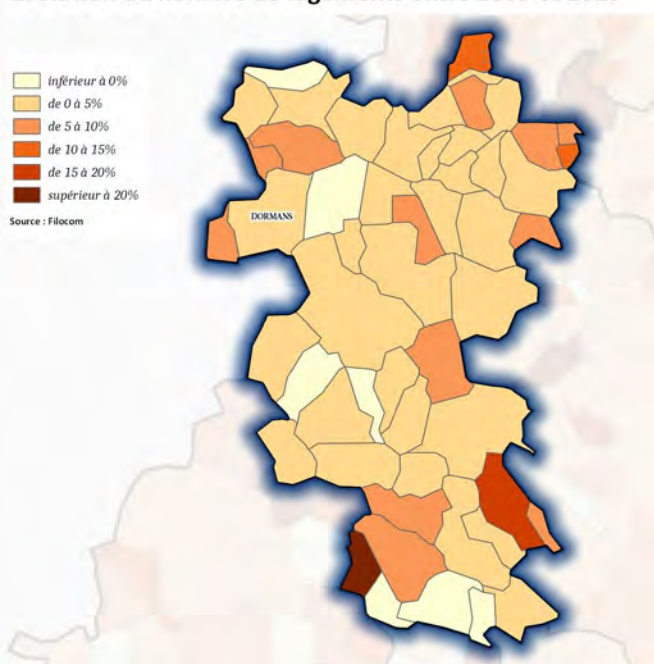 inférieur à 0%
de 0 à 5%
de 5 à 10%
de 10 à 15%
de 15 à 20%
supérieur à 20%
Source : Filocom
DORMANS